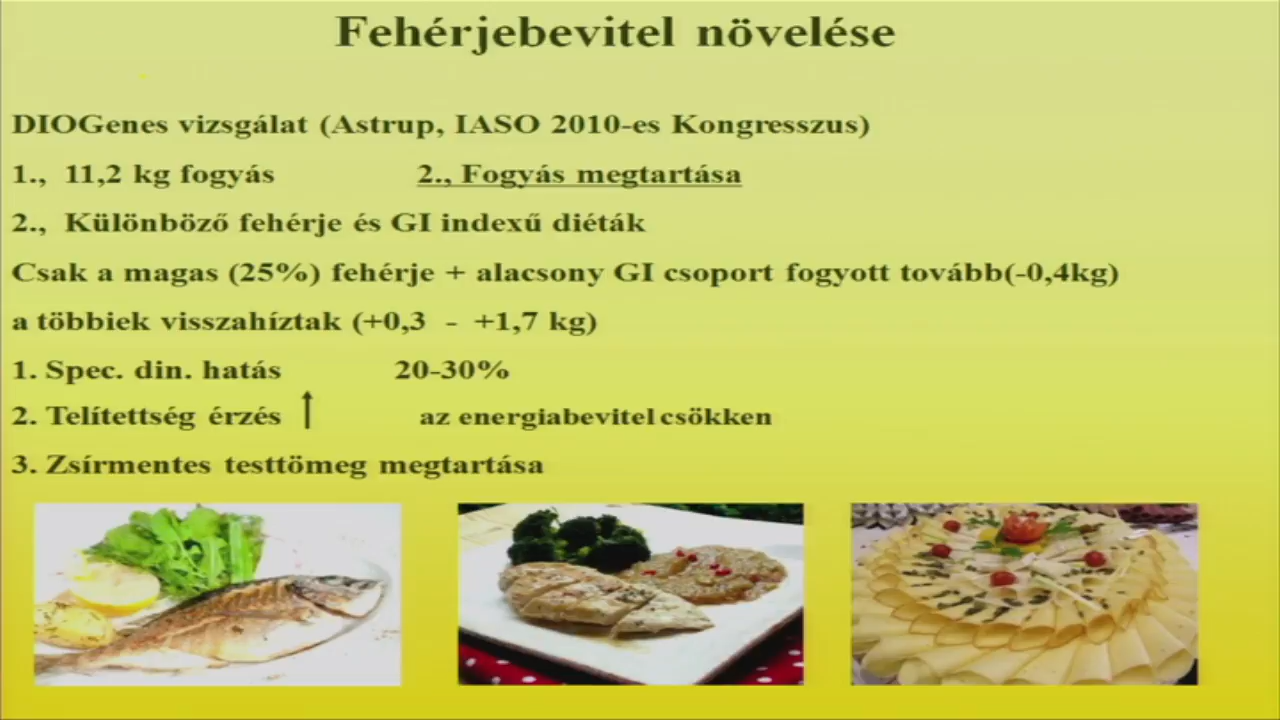 Fehérjebevitel növelése
DIOGenes vizsgálat (Astrup, IASO 2010-es Kongresszus)
1., 11,2 kg fogyás 2., Fogyás megtartása
2., Különböző fehérje és GI indexű diéták
Csak a magas (25%) fehérje + alacsony GI csoport fogyott tovább(-0,4kg)
a többiek visszahíztak (+0,3 - +1,7 kg)
1. Spec. din. hatás 20-30%
2. Telítettség érzés ↑ az energiabevitel csökken
3. Zsírmentes testtömeg megtartása